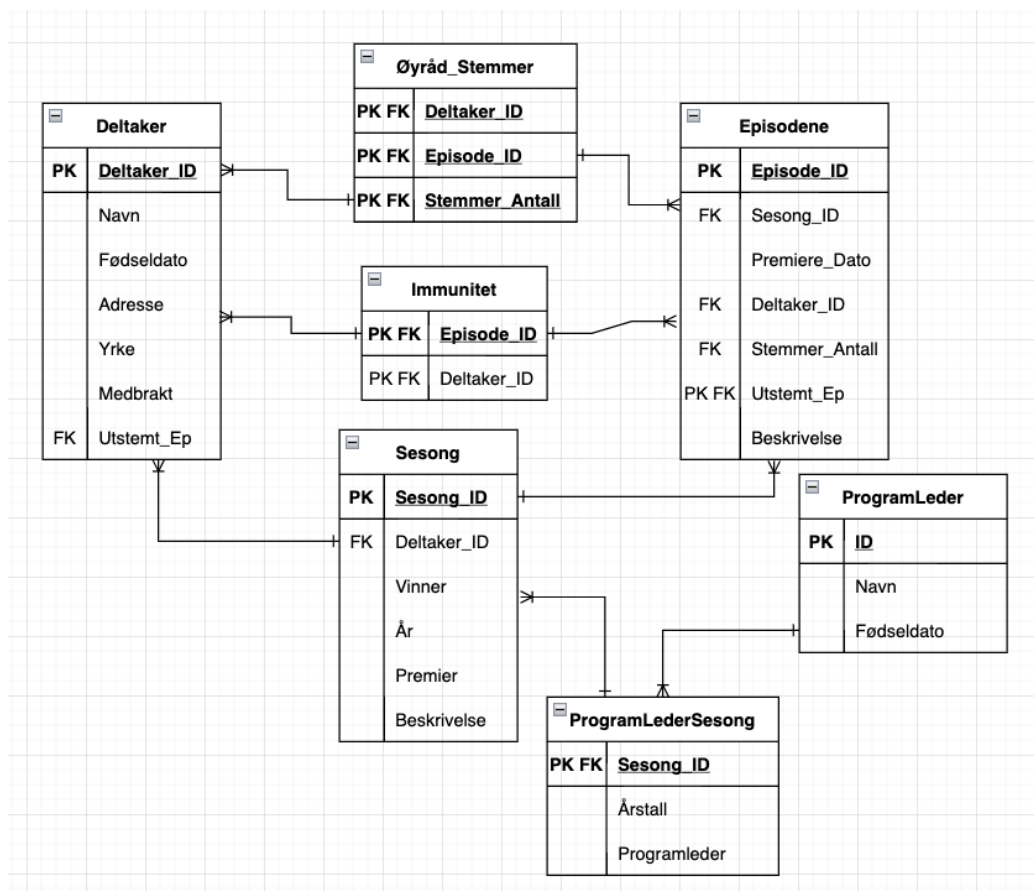 Øyråd_Stemmer
PK FK Deltaker_ID
PK FK Episode_ID
PK FK Stemmer_Antall
Deltaker
PK Deltaker_ID
Navn
Fødseldato
Adresse
Yrke
Medbrakt
FK Utstemt_Ep
Episodene
PK Episode_ID
FK Sesong_ID
Premiere_Dato
FK Deltaker_ID
FK Stemmer_Antall
PK FK Utstemt_Ep
Beskrivelse
Immunitet
PK FK Episode_ID
PK FK Deltaker_ID
Sesong
PK Sesong_ID
FK Deltaker_ID
Vinner
År
Premier
Beskrivelse
ProgramLeder
PK ID
Navn
Fødseldato
ProgramLederSesong
PK FK Sesong_ID
Årstall
Programleder